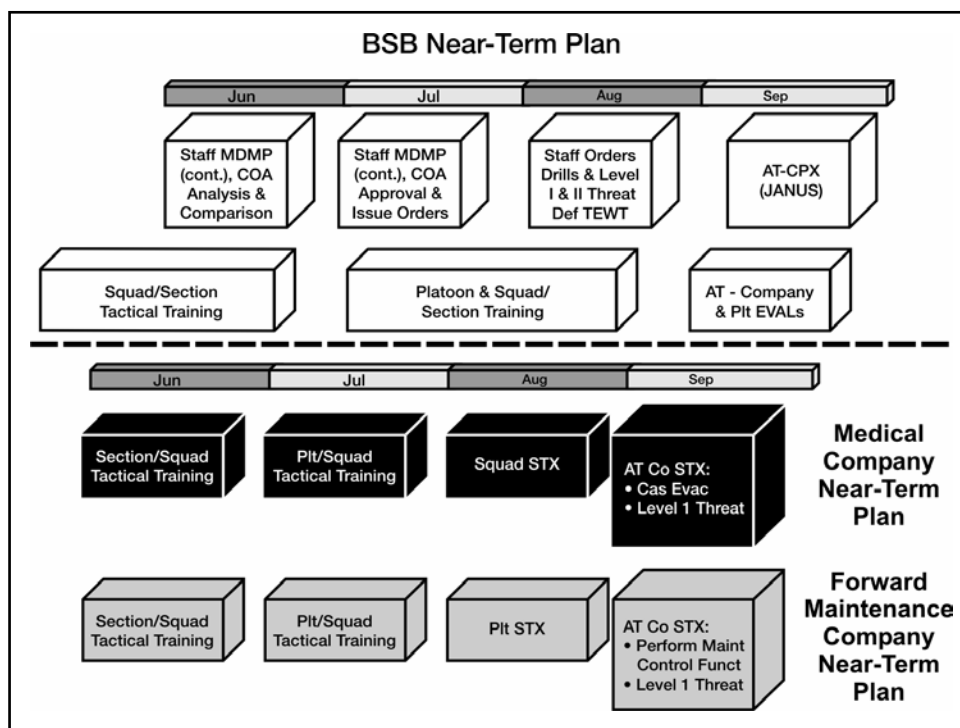 BSB Near-Term Plan
Jun Jul Aug Sep
Staff MDMP
(cont.), COA
Analysis &
Comparison
Staff MDMP
(cont.), COA
Approval &
Issue Orders
Staff Orders
Drills & Level
I & II Threat
Def TEWT
AT-CPX
(JANUS)
Squad/Section
Tactical Training
Platoon & Squad/
Section Training
AT - Company
& Plt EVALs
Jun Jul Aug Sep
Section/Squad
Tactical Training
Plt/Squad
Tactical Training
Squad STX
AT Co STX:
• Cas Evac
• Level 1 Threat
Medical
Company
Near-Term
Plan
Section/Squad
Tactical Training
Plt/Squad
Tactical Training
Plt STX
AT Co STX:
• Perform Maint
Control Funct
• Level 1 Threat
Forward
Maintenance
Company
Near-Term
Plan